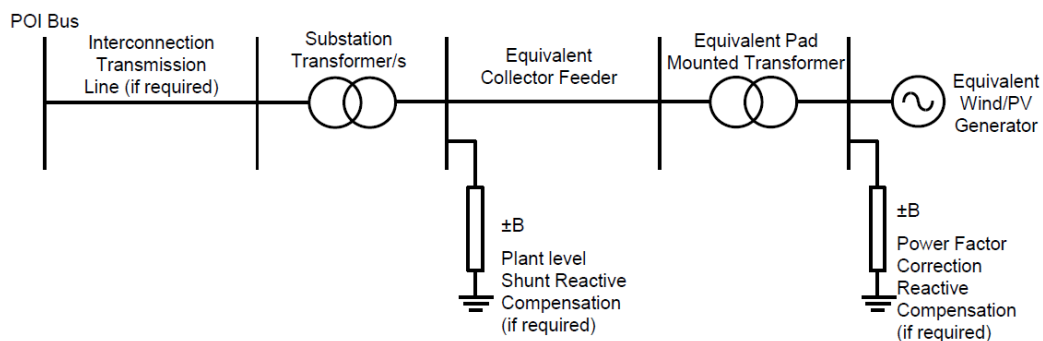 POI Bus
Interconnection
Transmission
Line (if required)
Substation
Transformer/s
Equivalent
Collector Feeder
Equivalent Pad
Mounted Transformer
Equivalent
Wind/PV
Generator
±B
Plant level
Shunt Reactive
Compensation
(if required)
±B
Power Factor
Correction
Reactive
Compensation
(if required)